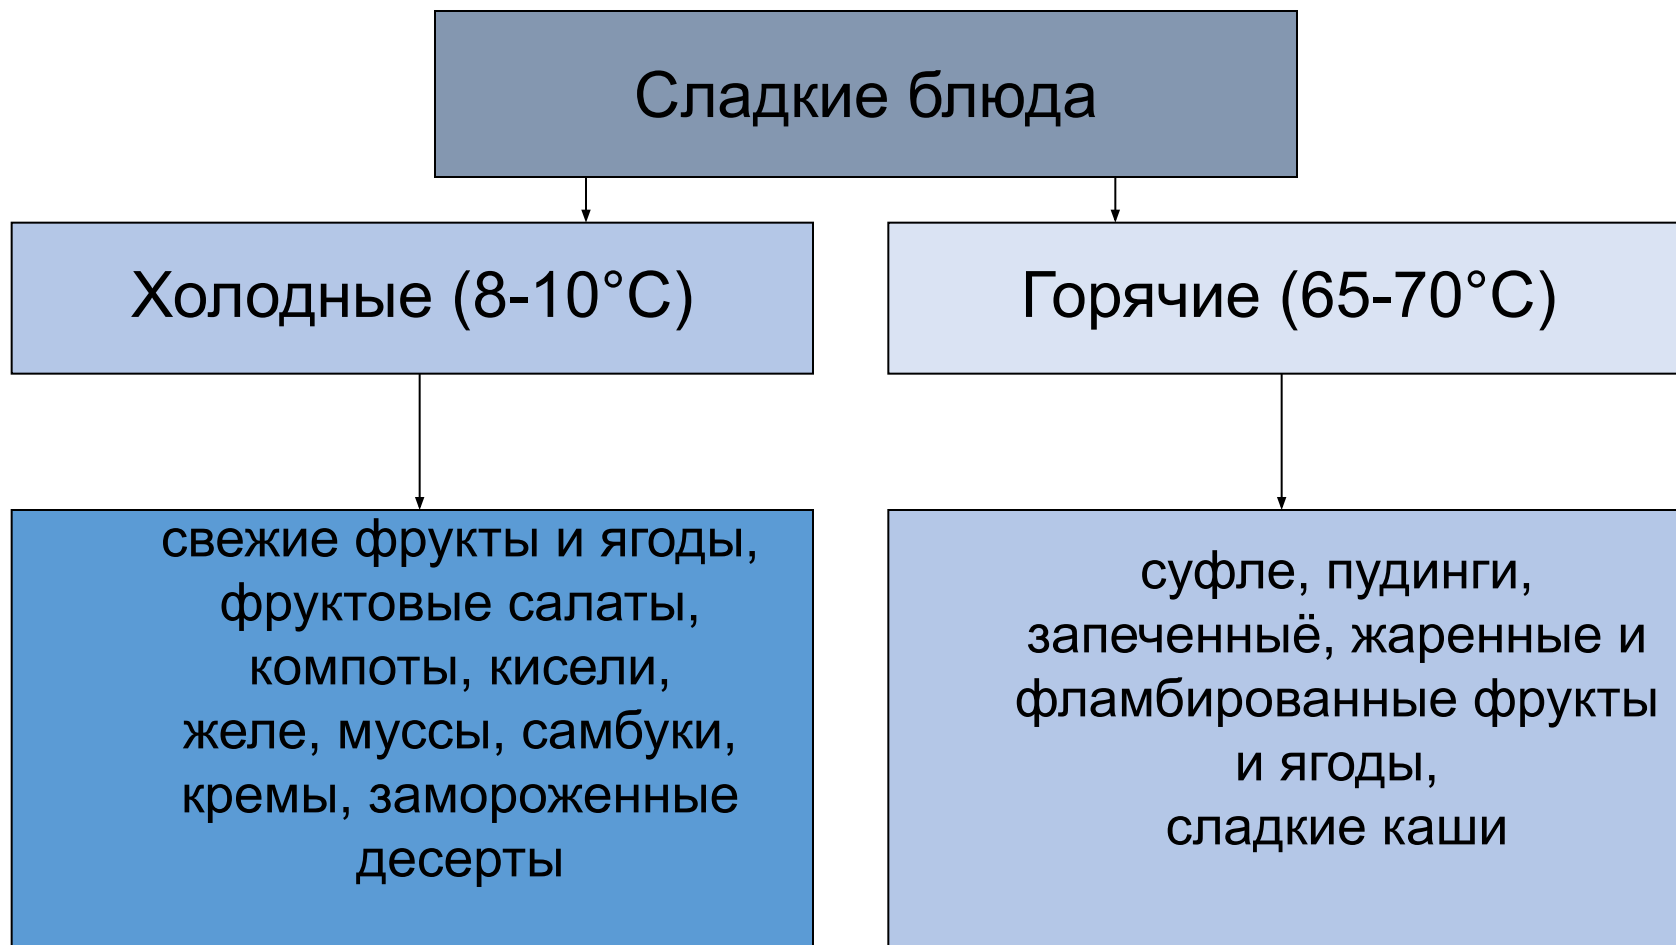 Сладкие блюда
Холодные (8-10°С)
Горячие (65-70°С)
свежие фрукты и ягоды,
фруктовые салаты,
компоты, кисели,
желе, муссы, самбуки,
кремы, замороженные
десерты
суфле, пудинги,
запеченныё, жаренные и
фламбированные фрукты
и ягоды,
сладкие каши